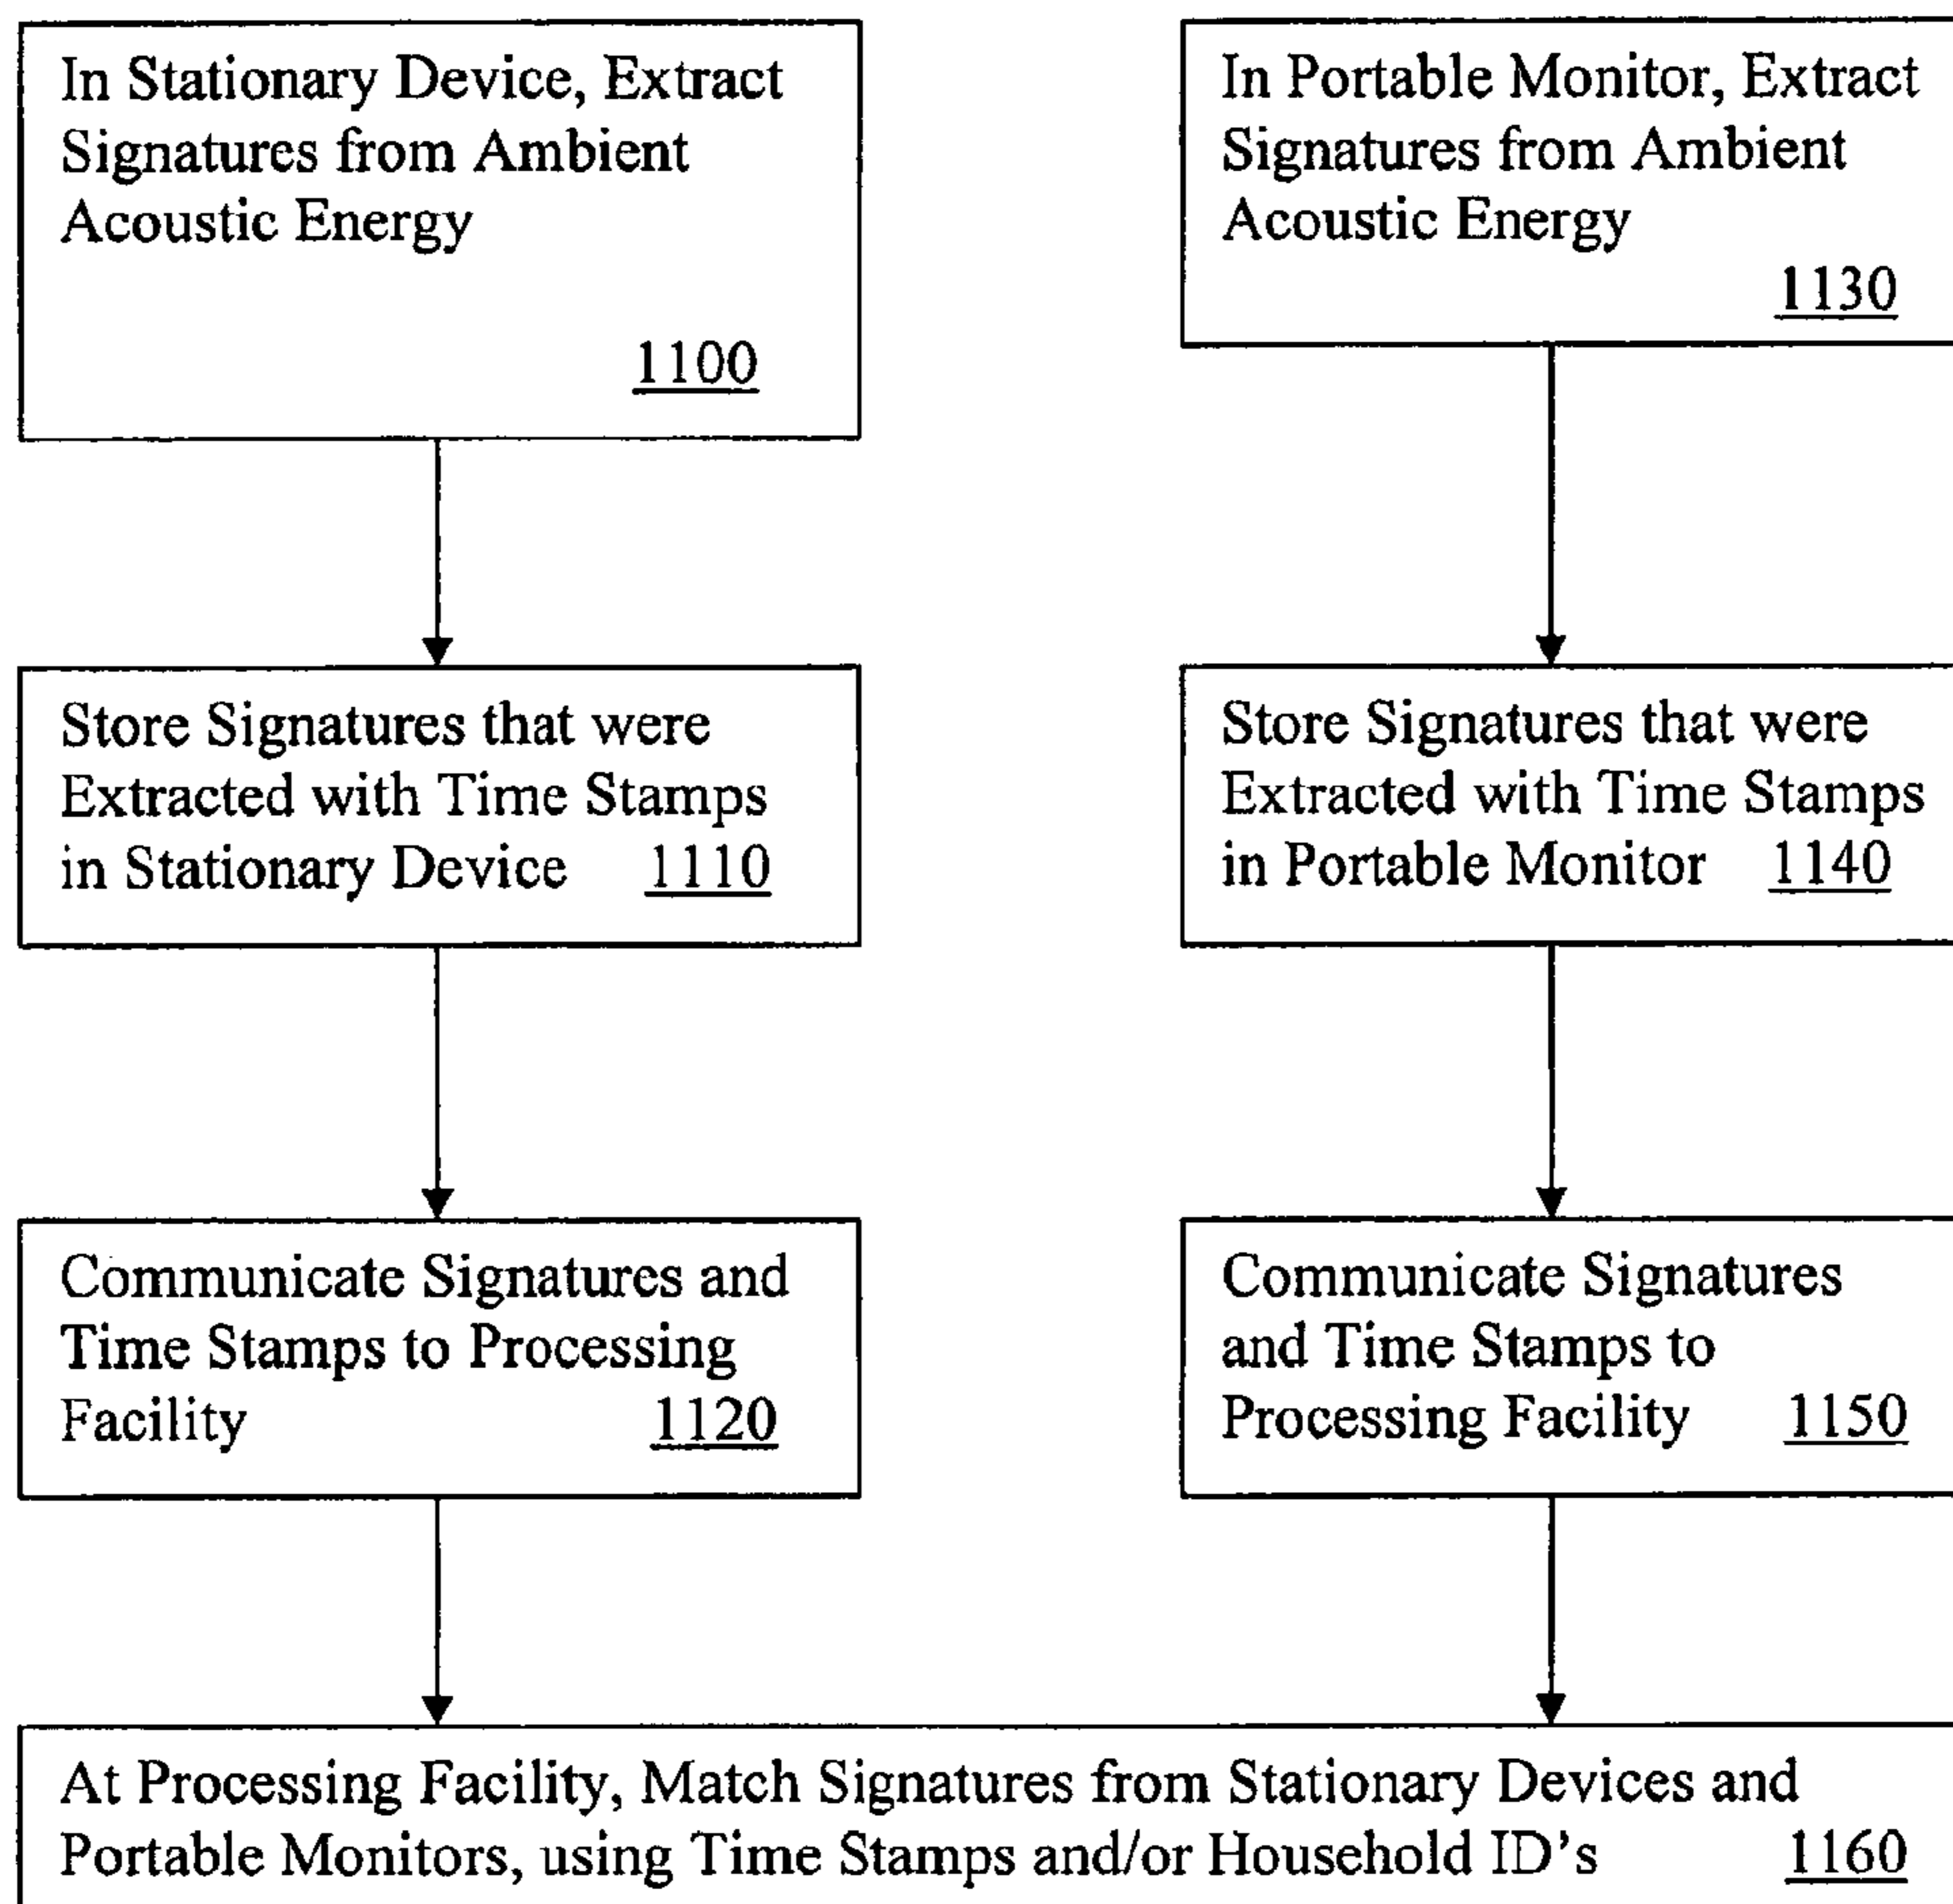 In Stationary Device, Extract
Signatures from Ambient
Acoustic Energy
1100
In Portable Monitor, Extract
Signatures from Ambient
Acoustic Energy
1130
Store Signatures that were
Extracted with Time Stamps
in Stationary Device 1110
Store Signatures that were
Extracted with Time Stamps
in Portable Monitor 1140
Communicate Signatures and
Time Stamps to Processing
Facility 1120
Communicate Signatures
and Time Stamps to
Processing Facility 1150
At Processing Facility, Match Signatures from Stationary Devices and
Portable Monitors, using Time Stamps and/or Household ID's 1160